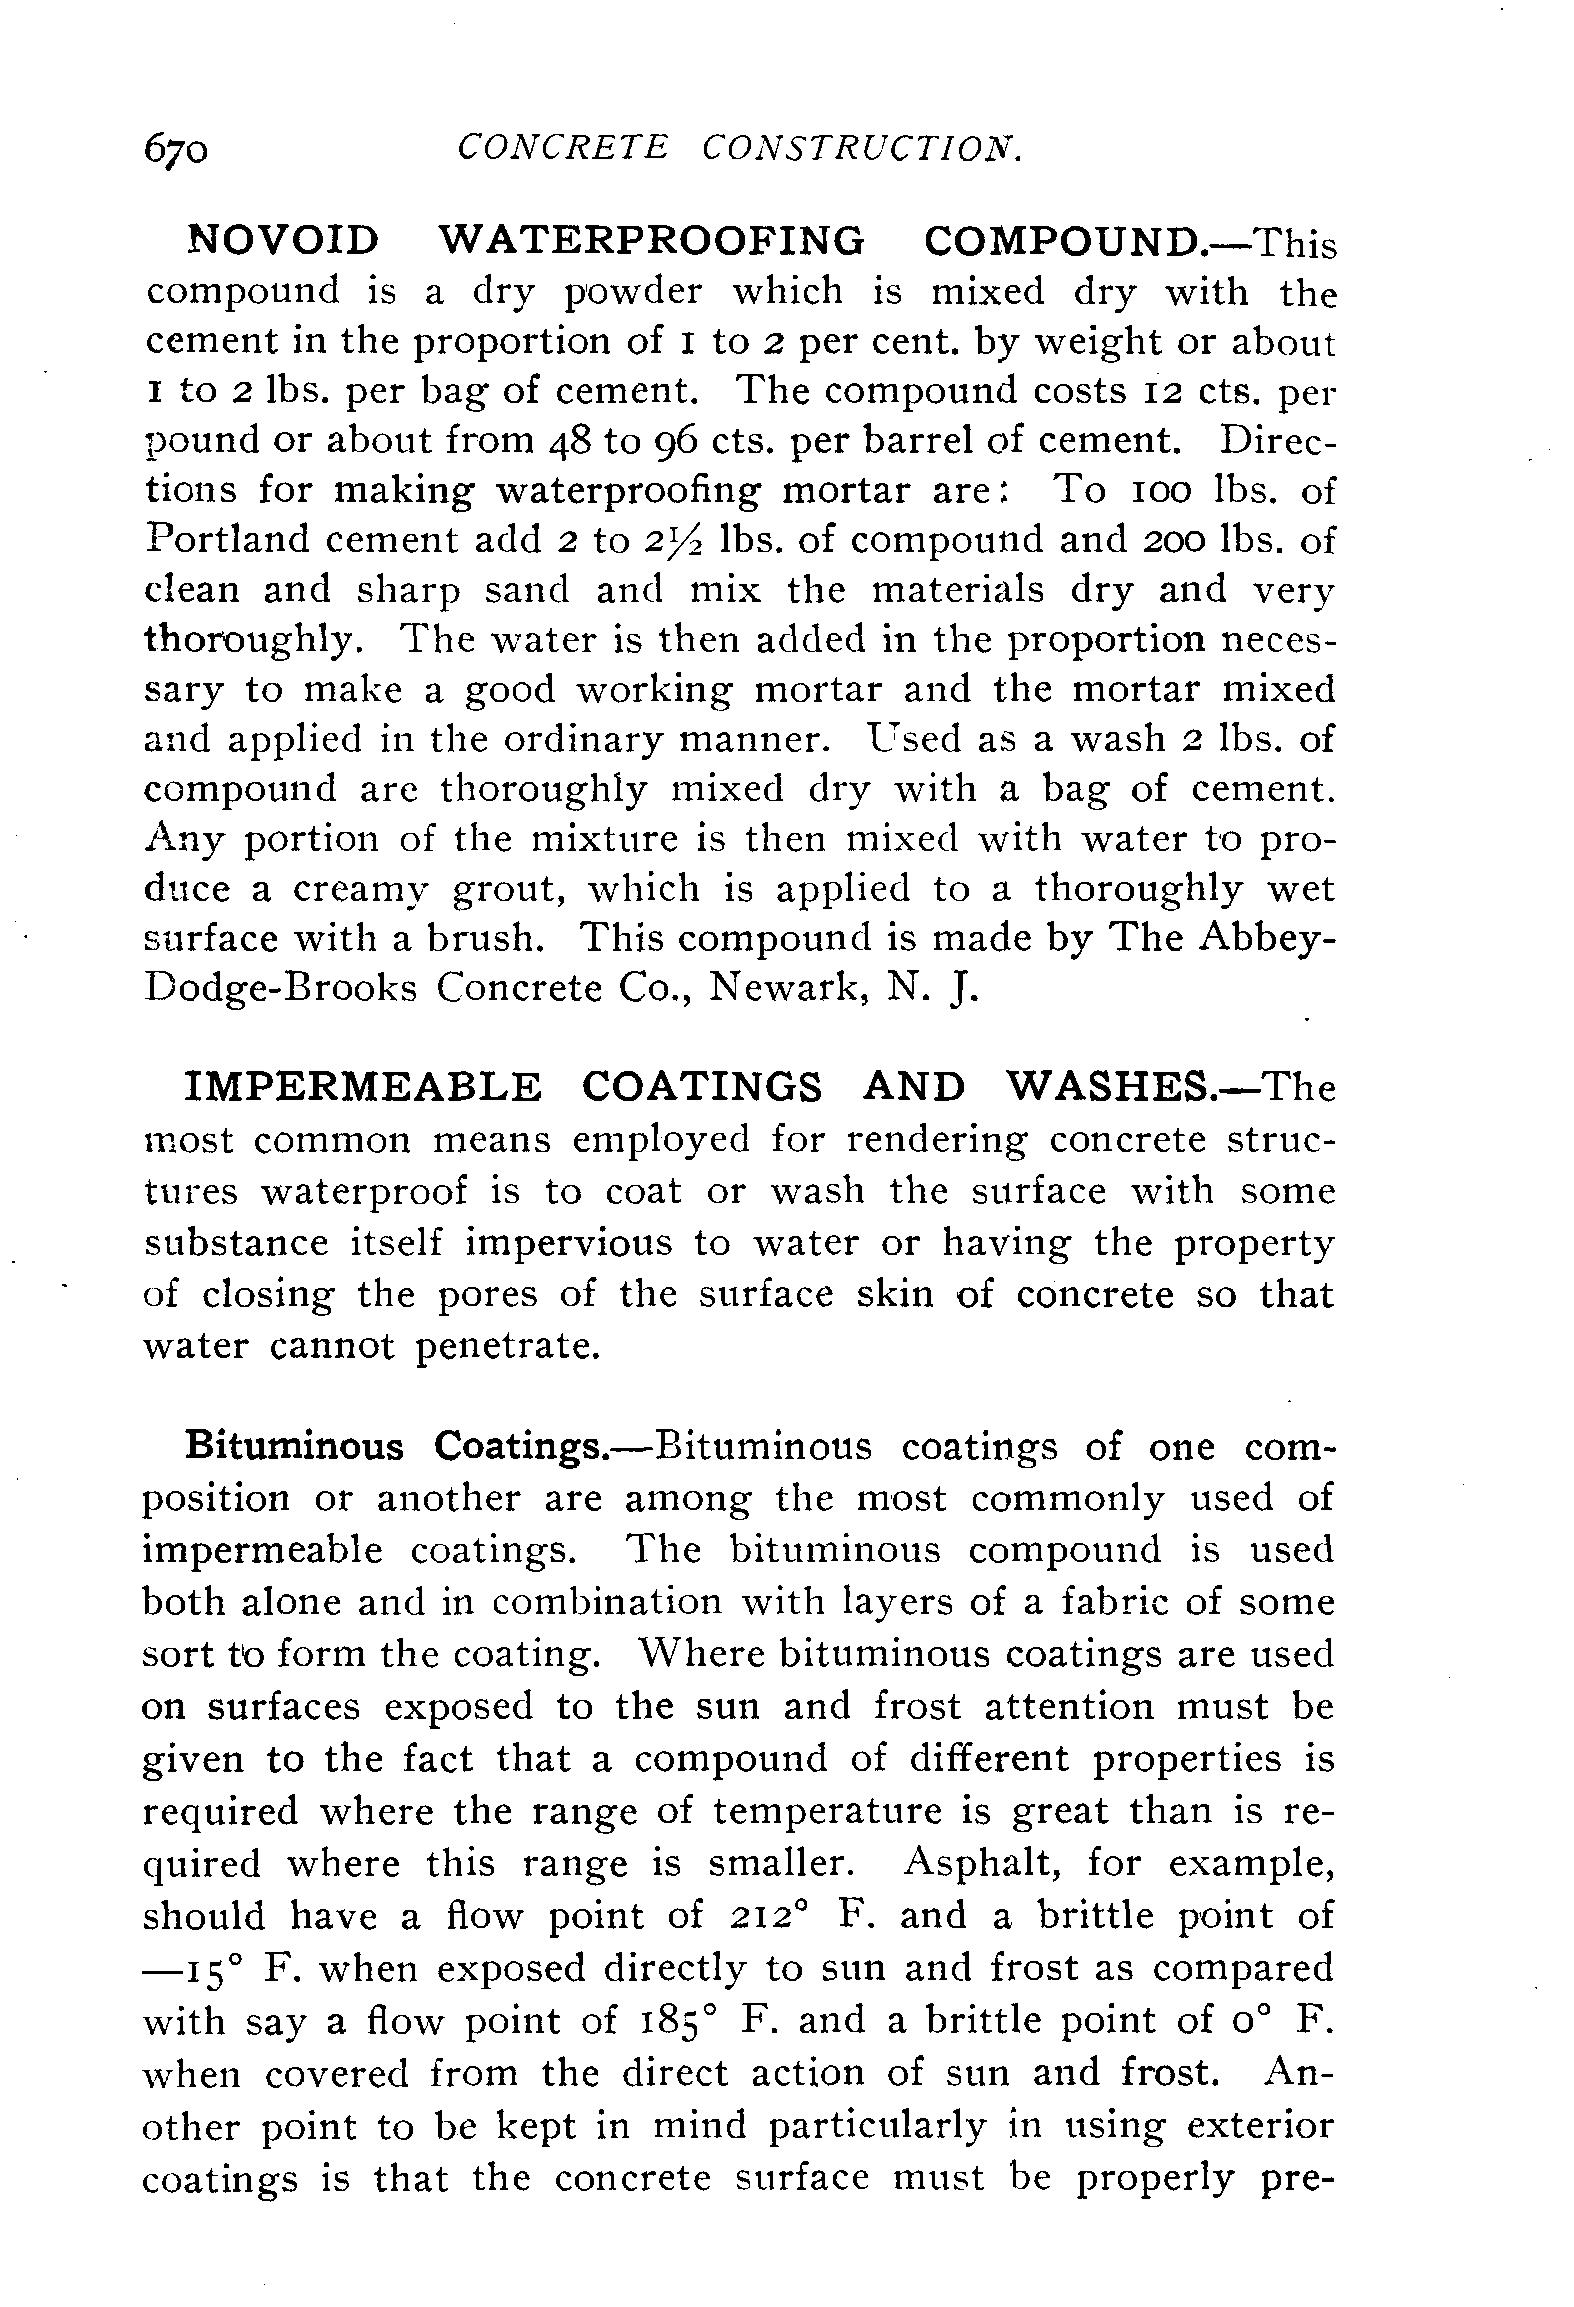 670 CONCRETE CONSTRUCTION.
NOVOID WATERPROOFING COMPOUND.—This
compound is a dry powder which is mixed dry with the
cement in the proportion of 1 to 2 per cent. by weight or about
1 to 2 lbs. per bag of cement. The compound costs 12 cts. per
pound or about from 48 to 96 cts. per barrel of cement. Direc-
tions for making waterproofing mortar are: To 100 lbs. of
Portland cement add 2 to 2½ lbs. of compound and 200 lbs. of
clean and sharp sand and mix the materials dry and very
thoroughly. The water is then added in the proportion neces-
sary to make a good working mortar and the mortar mixed
and applied in the ordinary manner. Used as a wash 2 lbs. of
compound are thoroughly mixed dry with a bag of cement.
Any portion of the mixture is then mixed with water to pro-
duce a creamy grout, which is applied to a thoroughly wet
surface with a brush. This compound is made by The Abbey-
Dodge-Brooks Concrete Co., Newark, N. J.
IMPERMEABLE COATINGS AND WASHES.—The
most common means employed for rendering concrete struc-
tures waterproof is to coat or wash the surface with some
substance itself impervious to water or having the property
of closing the pores of the surface skin of concrete so that
water cannot penetrate.
Bituminous Coatings.—Bituminous coatings of one com-
position or another are among the most commonly used of
impermeable coatings. The bituminous compound is used
both alone and in combination with layers of a fabric of some
sort to form the coating. Where bituminous coatings are used
on surfaces exposed to the sun and frost attention must be
given to the fact that a compound of different properties is
required where the range of temperature is great than is re-
quired where this range is smaller. Asphalt, for example,
should have a flow point of 212° F. and a brittle point of
—15° F. when exposed directly to sun and frost as compared
with say a flow point of 185° F. and a brittle point of 0° F.
when covered from the direct action of sun and frost. An-
other point to be kept in mind particularly in using exterior
coatings is that the concrete surface must be properly pre-